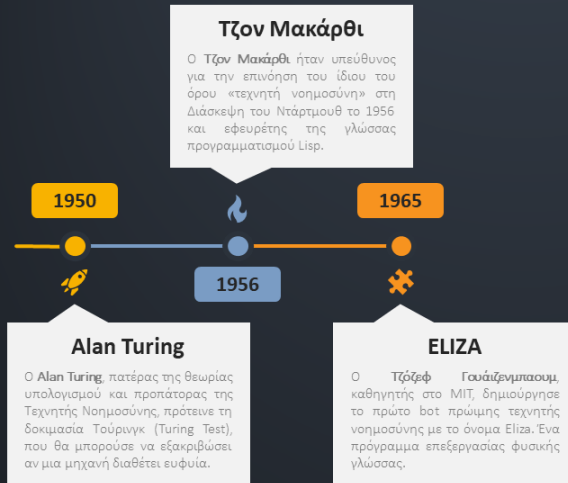 Τζον Μακάρθι
Ο Τζον Μακάρθι ήταν υπεύθυνος
για την επινόηση του ίδιου του
όρου «τεχνητή νοημοσύνη» στη
Διάσκεψη του Ντάρτμουθ το 1956
και εφευρέτης της γλώσσας
προγραμματισμού Lisp.
1950
1965
1956
Alan Turing
Ο Alan Turing, πατέρας της θεωρίας
υπολογισμού και προπάτορας της
Τεχνητής Νοημοσύνης, πρότεινε τη
δοκιμασία Τούρινγκ (Turing Test),
που θα μπορούσε να εξακριβώσει
αν μια μηχανή διαθέτει ευφυία.
ELIZA
Ο Τζόζεφ Γουάιζενμπαουμ,
καθηγητής στο MIT, δημιούργησε
το πρώτο bot πρώιμης τεχνητής
νοημοσύνης με το όνομα Eliza. Ένα
πρόγραμμα επεξεργασίας φυσικής
γλώσσας.